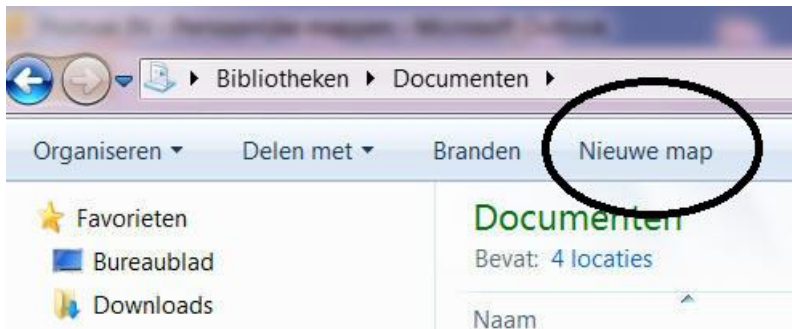 Bibliotheken Documenten
Organiseren Delen met Branden Nieuwe map
Favorieten
Bureaublad
Downloads
Documenten
Bevat: 4 locaties
Naam